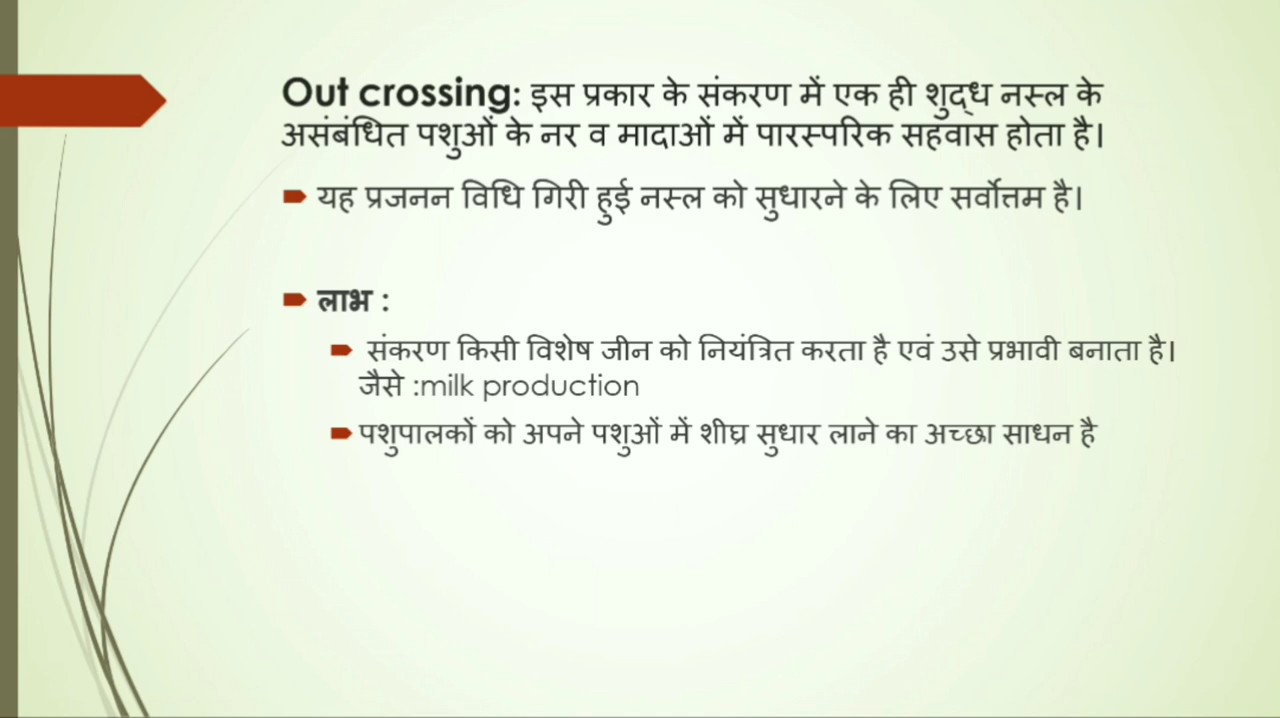 Out crossing: इस प्रकार के संकरण में एक ही शुद्ध नस्ल के
असंबंधित पशुओं के नर व मादाओं में पारस्परिक सहवास होता है।
यह प्रजनन विधि गिरी हुई नस्ल को सुधारने के लिए सर्वोत्तम है।
लाभ :
संकरण किसी विशेष जीन को नियंत्रित करता है एवं उसे प्रभावी बनाता है।
जैसे :milk production
पशुपालकों को अपने पशुओं में शीघ्र सुधार लाने का अच्छा साधन है